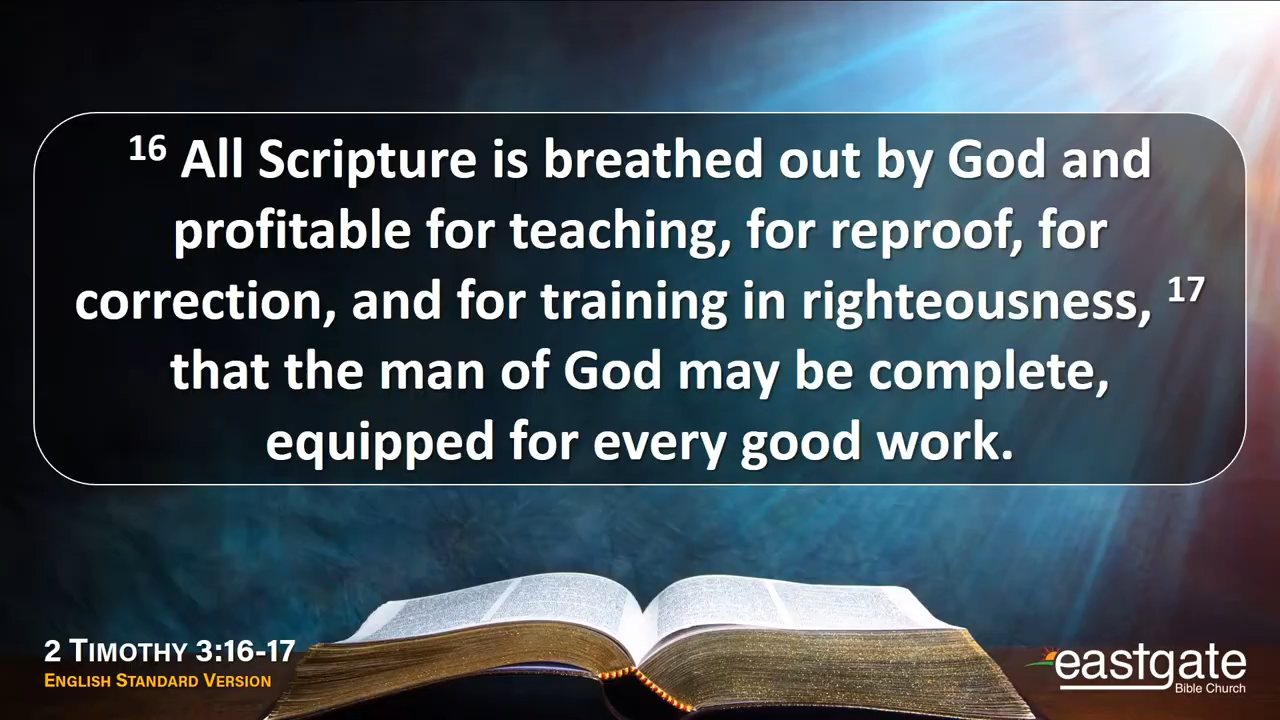 16 All Scripture is breathed out by God and
profitable for teaching, for reproof, for
correction, and for training in righteousness, 17
that the man of God may be complete,
equipped for every good work.
2 Timothy 3:16-17
English Standard Version
eastgate
Bible Church